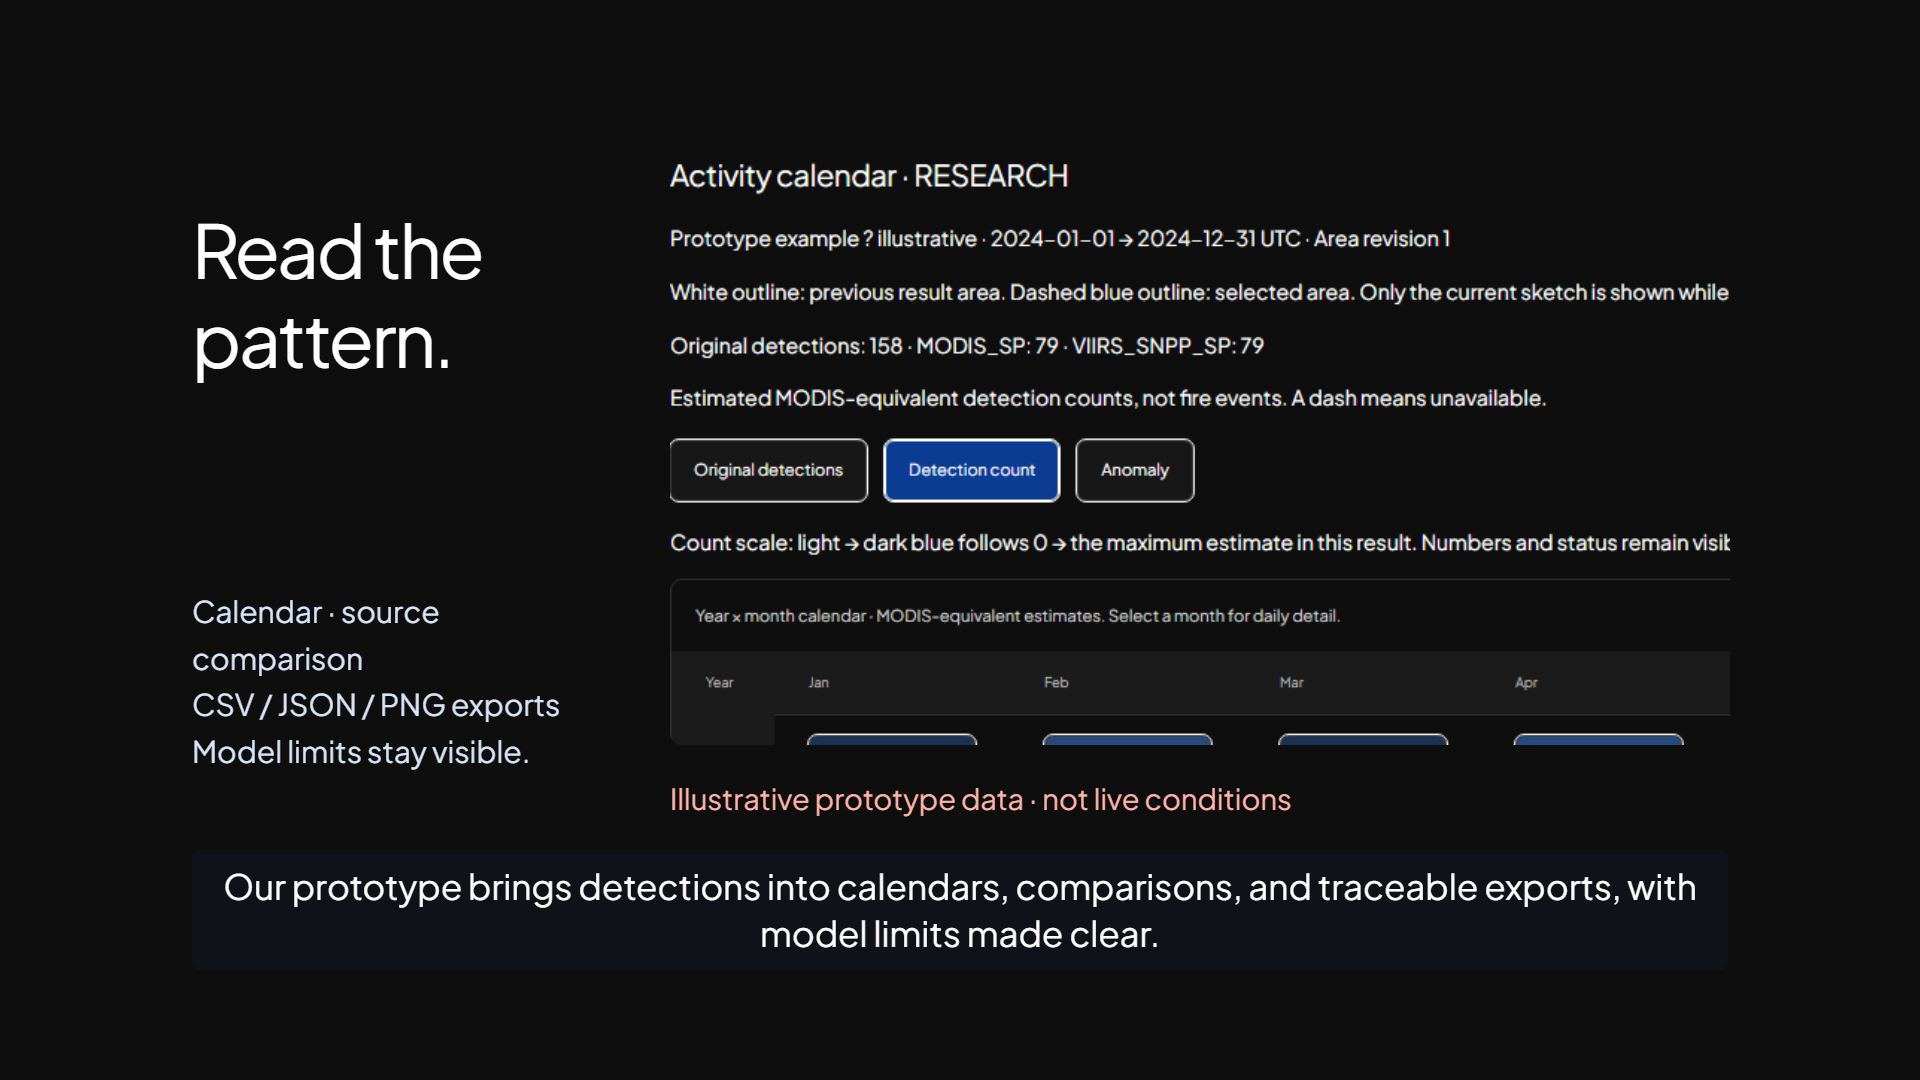 Read the
pattern.
Calendar · source
comparison
CSV / JSON / PNG exports
Model limits stay visible.
Activity calendar · RESEARCH
Prototype example ? illustrative · 2024-01-01 → 2024-12-31 UTC · Area revision 1
White outline: previous result area. Dashed blue outline: selected area. Only the current sketch is shown while
Original detections: 158 · MODIS_SP: 79 · VIIRS_SNPP_SP: 79
Estimated MODIS-equivalent detection counts, not fire events. A dash means unavailable.
Original detections Detection count Anomaly
Count scale: light → dark blue follows 0 → the maximum estimate in this result. Numbers and status remain
Year × month calendar · MODIS-equivalent estimates. Select a month for daily detail.
Year Jan Feb Mar Apr
Illustrative prototype data · not live conditions
Our prototype brings detections into calendars, comparisons, and traceable exports, with
model limits made clear.